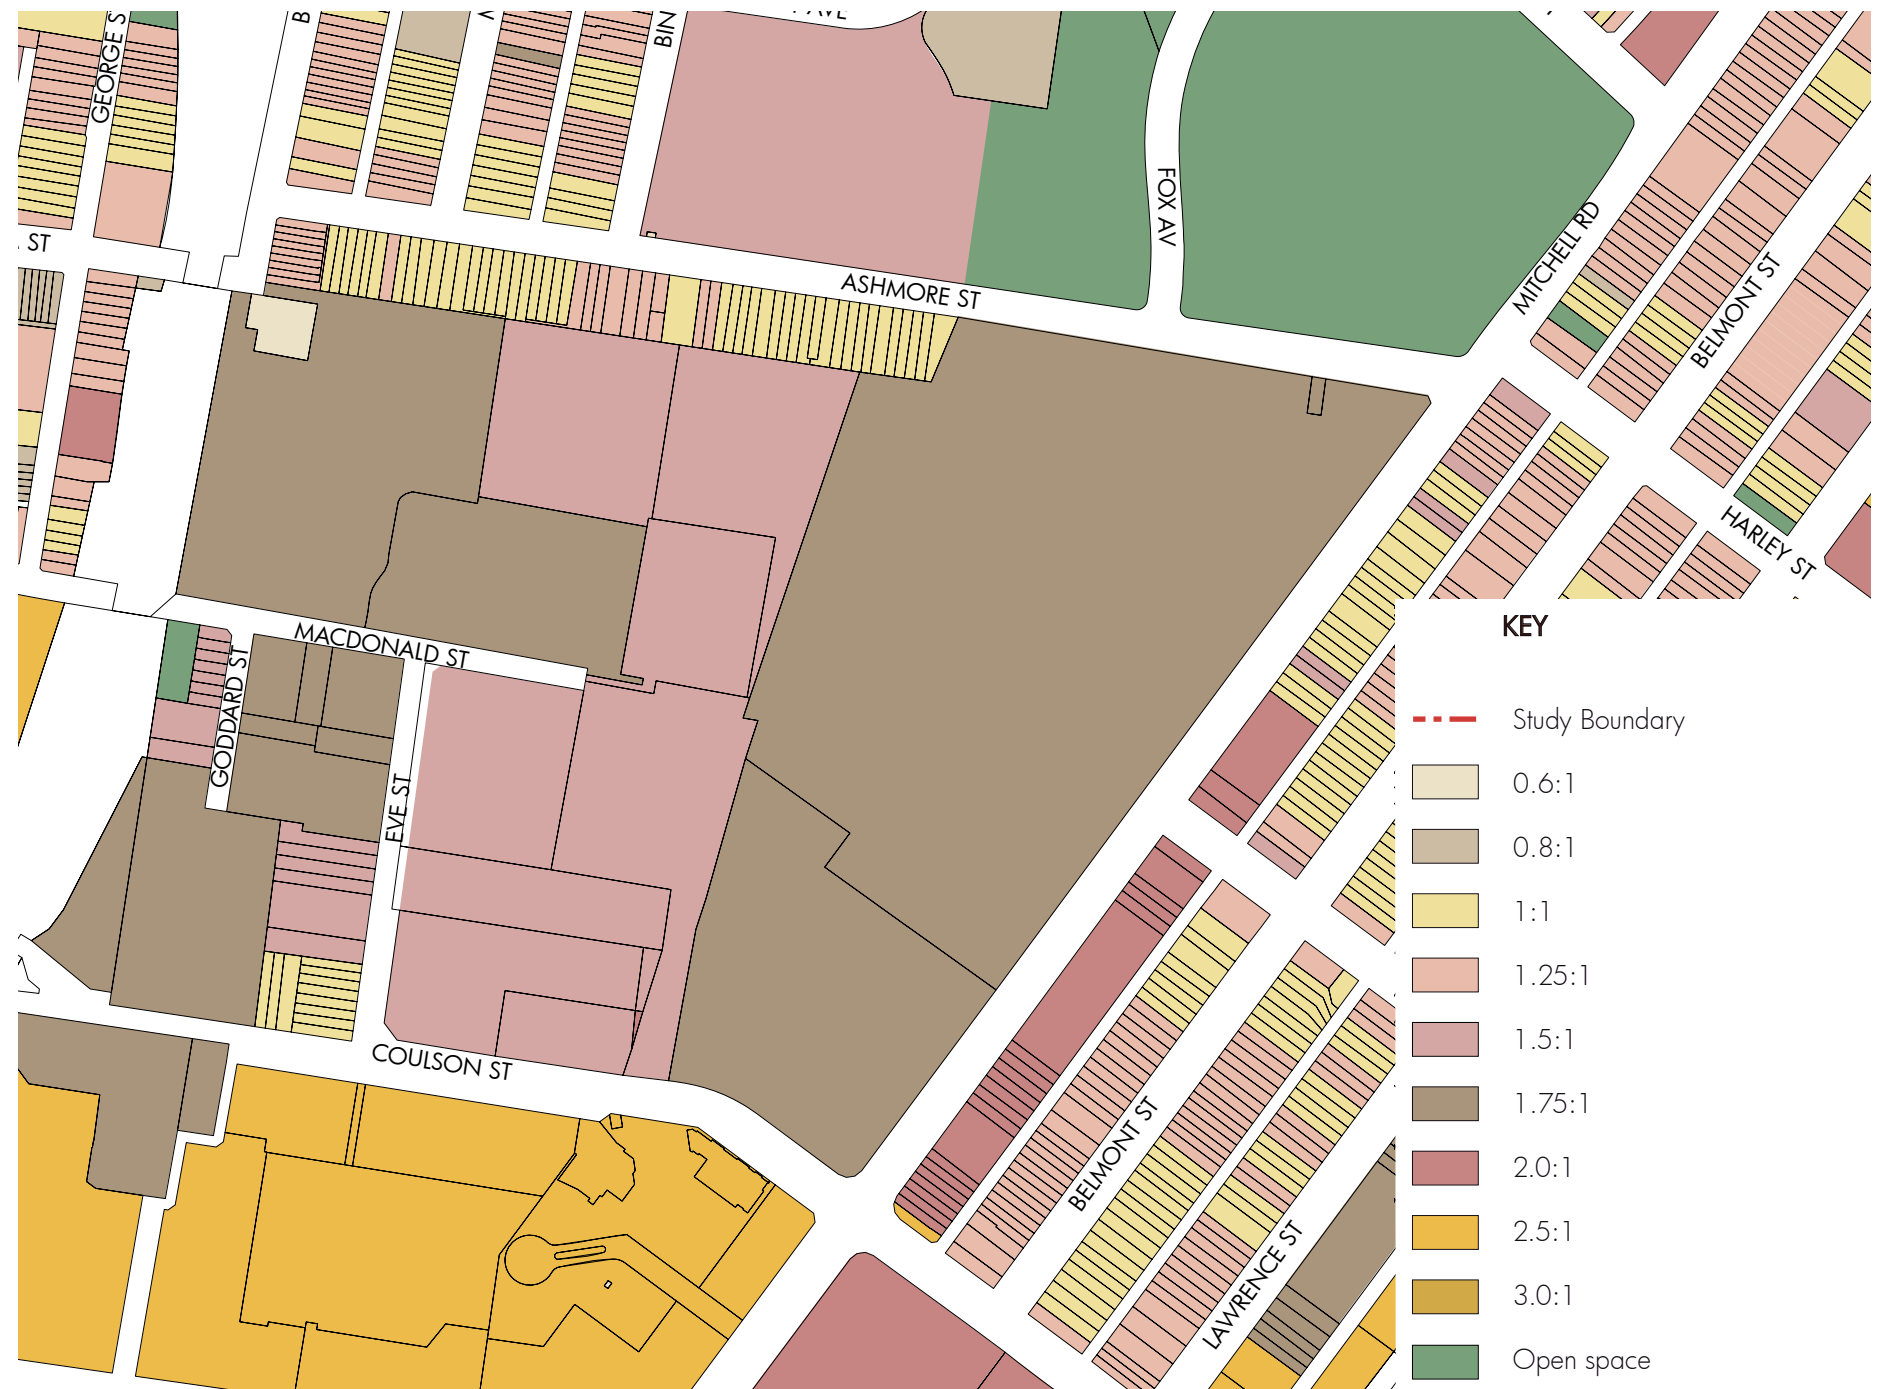 GEORGE S
B
BIN
AVE
ST
FOX AV
ASHMORE ST
MITCHELL RD
BELMONT ST
HARLEY ST
MACDONALD ST
GODDARD ST
EVE ST
COULSON ST
BELMONT ST
LAWRENCE ST
KEY
Study Boundary
0.6:1
0.8:1
1:1
1.25:1
1.5:1
1.75:1
2.0:1
2.5:1
3.0:1
Open space